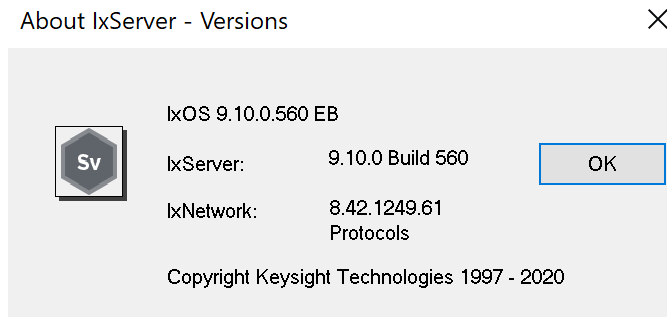 About IxServer - Versions
IxOS 9.10.0.560 EB
Sv
IxServer: 9.10.0 Build 560
OK
IxNetwork: 8.42.1249.61
Protocols
Copyright Keysight Technologies 1997 - 2020